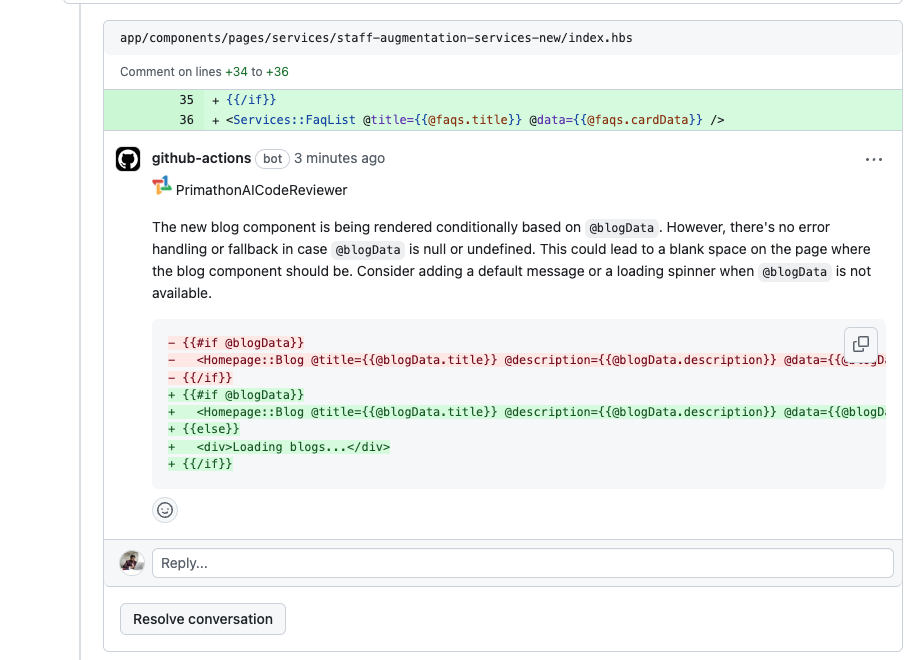 app/components/pages/services/staff-augmentation-services-new/index.hbs
Comment on lines +34 to +36
35 + {{/if}}
36 + <Services::FaqList @title={{@faqs.title}} @data={{@faqs.cardData}} />
github-actions bot 3 minutes ago
PrimathonAICodeReviewer
The new blog component is being rendered conditionally based on @blogData . However, there's no error
handling or fallback in case @blogData is null or undefined. This could lead to a blank space on the page where
the blog component should be. Consider adding a default message or a loading spinner when @blogData is not
available.
- {{#if @blogData}}
-   <Homepage::Blog @title={{@blogData.title}} @description={{@blogData.description}} @data={{
- {{/if}}
+ {{#if @blogData}}
+   <Homepage::Blog @title={{@blogData.title}} @description={{@blogData.description}} @data={{@blogD
+ {{else}}
+   <div>Loading blogs...</div>
+ {{/if}}
Reply...
Resolve conversation